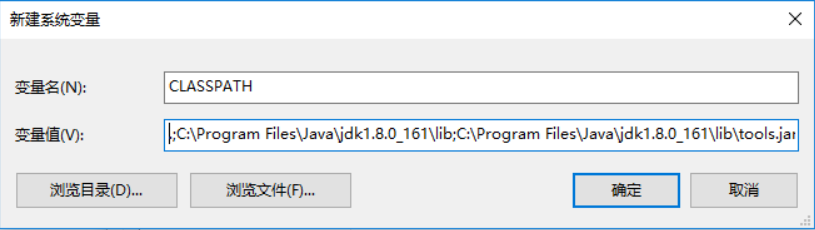 新建系统变量
变量名(N):
CLASSPATH
变量值(V):
.;C:\Program Files\Java\jdk1.8.0_161\lib;C:\Program Files\Java\jdk1.8.0_161\lib\tools.jar
浏览目录(D)...
浏览文件(F)...
确定
取消